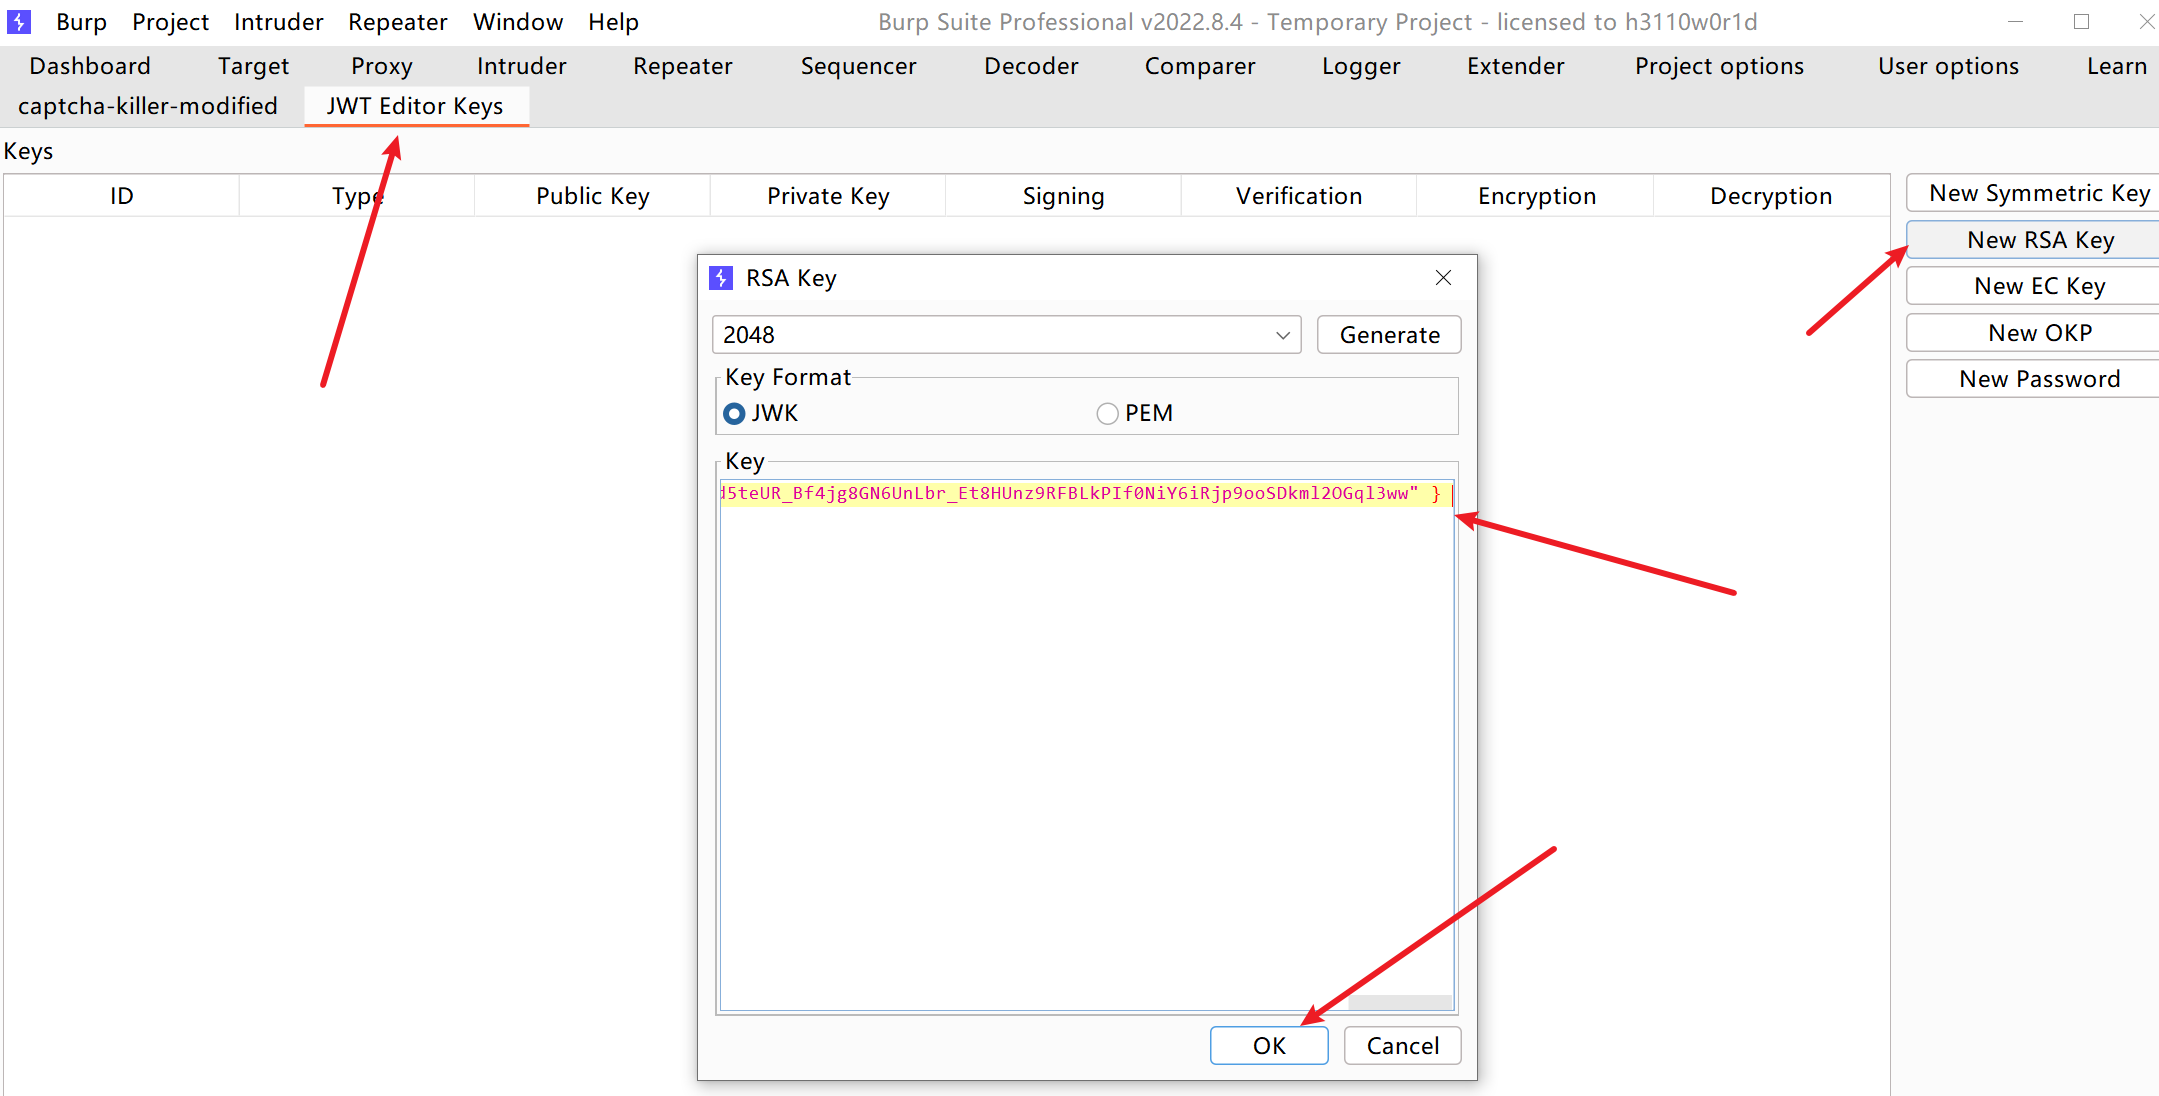 Burp Project Intruder Repeater Window Help Burp Suite Professional v2022.8.4 - Temporary Project - licensed to h3110w0r1d
Dashboard Target Proxy Intruder Repeater Sequencer Decoder Comparer Logger Extender Project options User options Learn
captcha-killer-modified JWT Editor Keys
Keys
ID Type Public Key Private Key Signing Verification Encryption Decryption
New Symmetric Key
New RSA Key
New EC Key
New OKP
New Password
RSA Key
2048 Generate
Key Format
JWK PEM
Key
d5teUR_Bf4jg8GN6UnLbr_Et8HUnz9RFBLkPIf0NiY6iRjp9ooSDkml2OGql3ww" }
OK Cancel